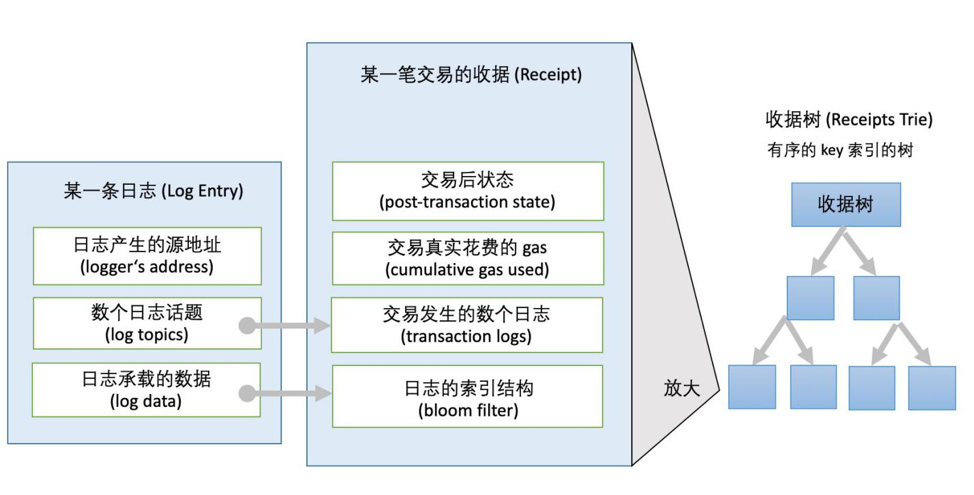 某一条日志 (Log Entry)
日志产生的源地址
(logger‘s address)
数个日志话题
(log topics)
日志承载的数据
(log data)
某一笔交易的收据 (Receipt)
交易后状态
(post-transaction state)
交易真实花费的 gas
(cumulative gas used)
交易发生的数个日志
(transaction logs)
日志的索引结构
(bloom filter)
放大
收据树 (Receipts Trie)
有序的 key 索引的树
收据树